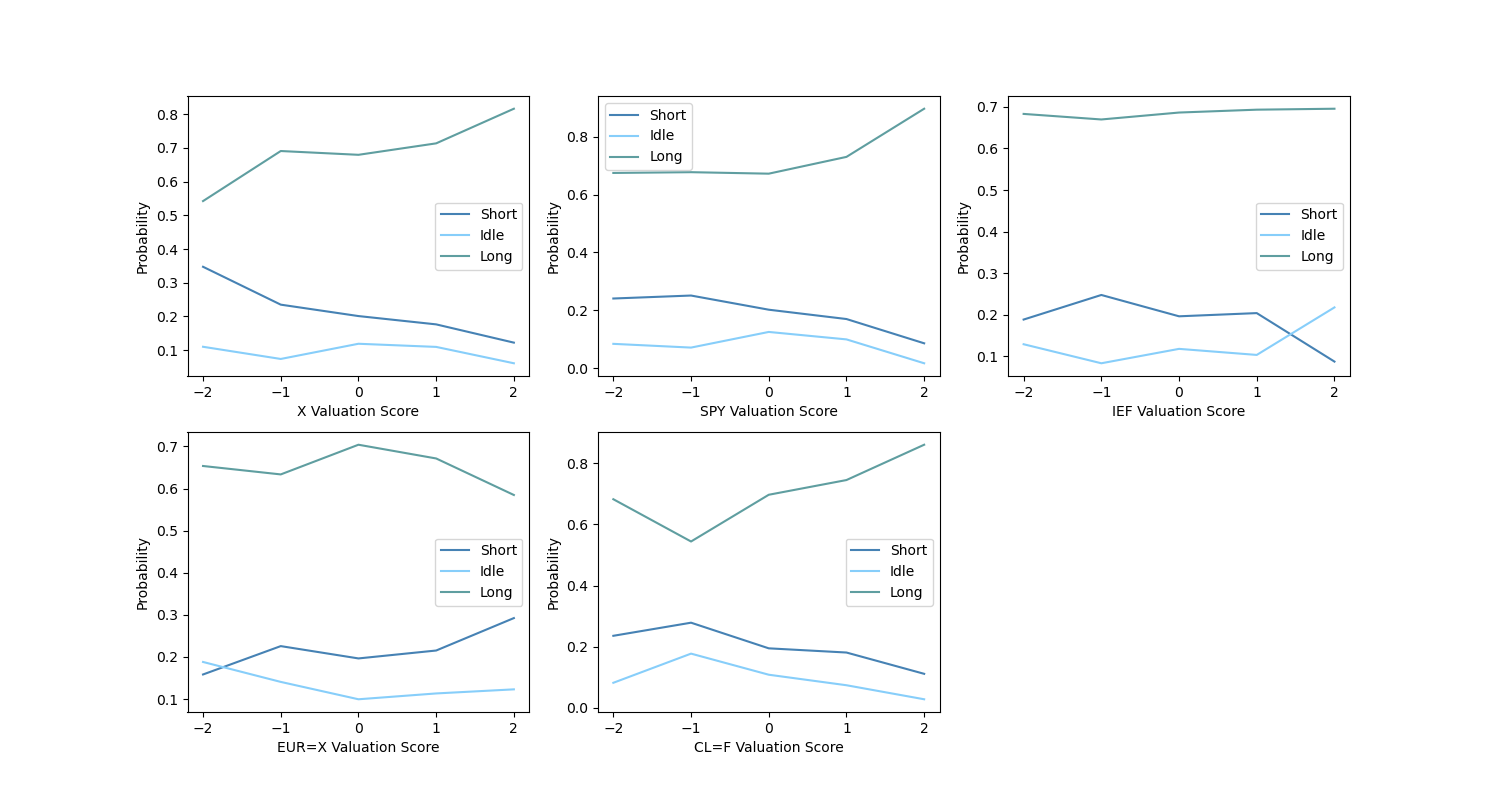 Probability
0.8
0.7
0.6
0.5
0.4
0.3
0.2
0.1
Short
Idle
Long
−2 −1 0 1 2
X Valuation Score
Probability
0.8
0.6
0.4
0.2
0.0
Short
Idle
Long
−2 −1 0 1 2
SPY Valuation Score
Probability
0.7
0.6
0.5
0.4
0.3
0.2
0.1
Short
Idle
Long
−2 −1 0 1 2
IEF Valuation Score
Probability
0.7
0.6
0.5
0.4
0.3
0.2
0.1
Short
Idle
Long
−2 −1 0 1 2
EUR=X Valuation Score
Probability
0.8
0.6
0.4
0.2
0.0
Short
Idle
Long
−2 −1 0 1 2
CL=F Valuation Score